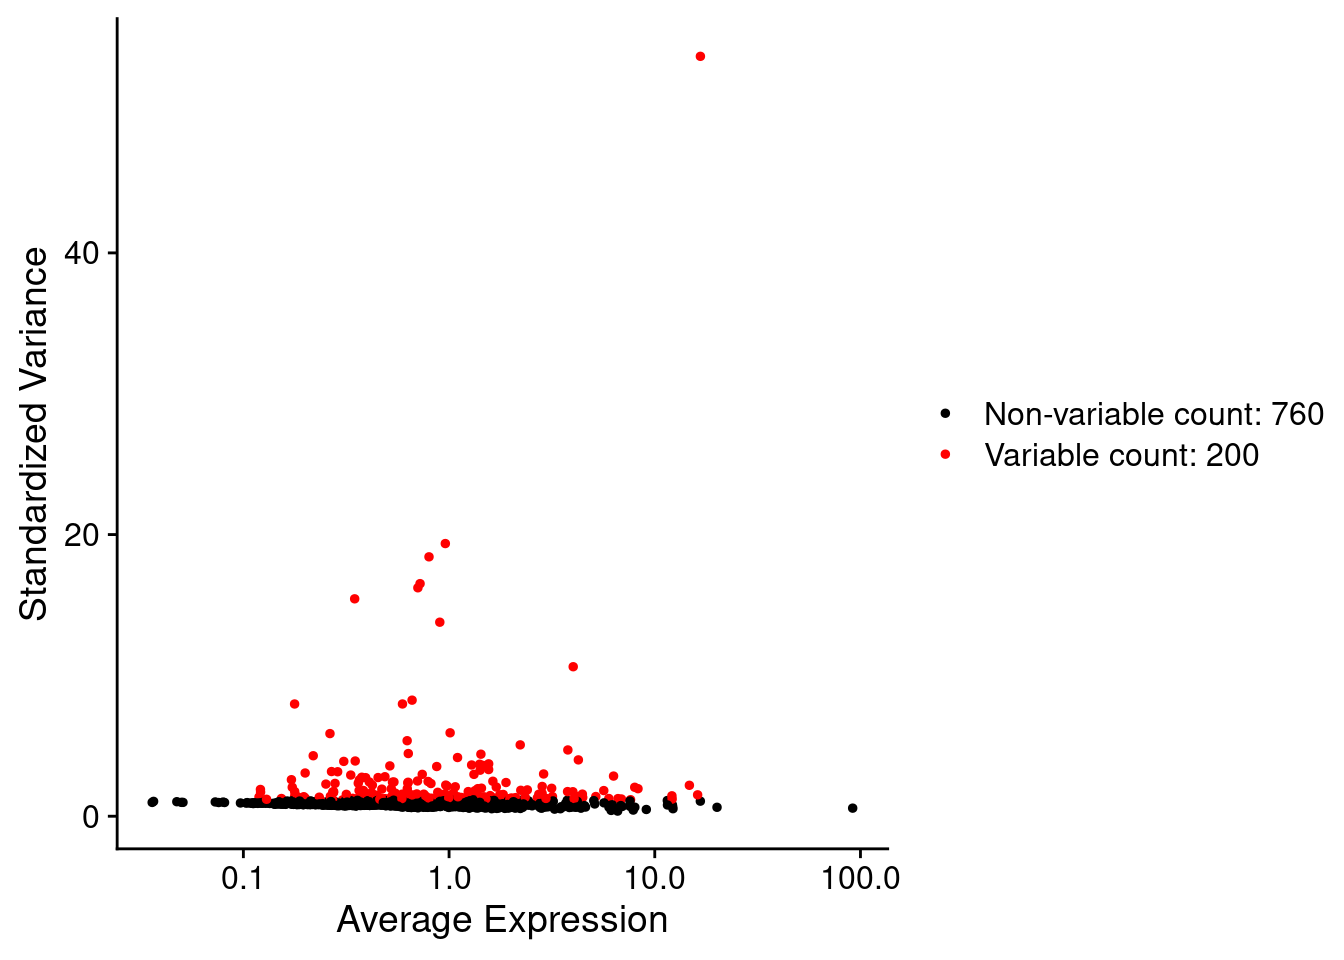 Standardized Variance
40
20
0
0.1 1.0 10.0 100.0
Average Expression
Non-variable count: 760
Variable count: 200